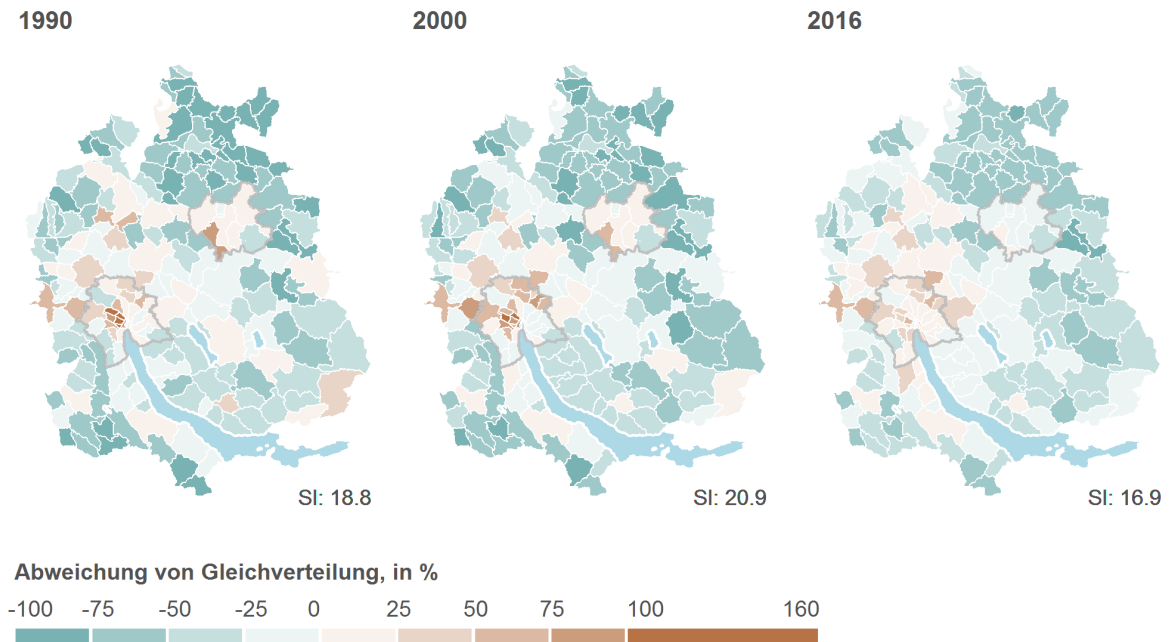 1990 2000 2016
SI: 18.8 SI: 20.9 SI: 16.9
Abweichung von Gleichverteilung, in %
-100 -75 -50 -25 0 25 50 75 100 160